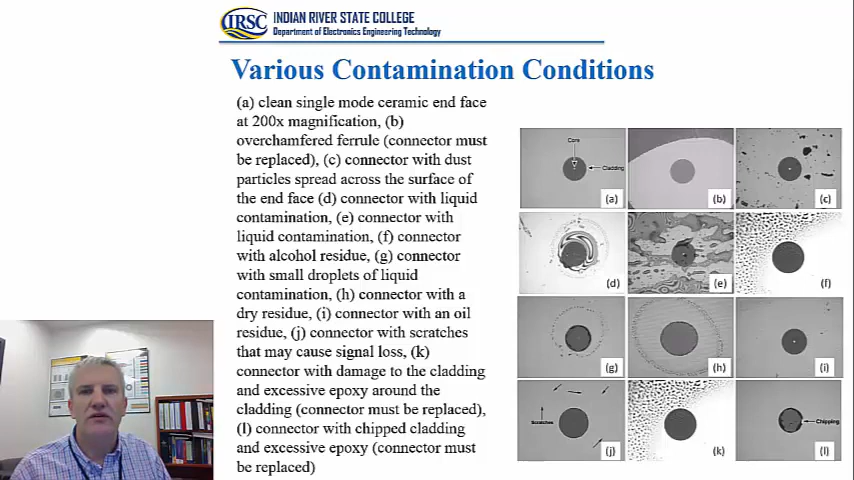 IRSC
INDIAN RIVER STATE COLLEGE
Department of Electronics Engineering Technology
Various Contamination Conditions
(a) clean single mode ceramic end face
at 200x magnification, (b)
overchamfered ferrule (connector must
be replaced), (c) connector with dust
particles spread across the surface of
the end face (d) connector with liquid
contamination, (e) connector with
liquid contamination, (f) connector
with alcohol residue, (g) connector
with small droplets of liquid
contamination, (h) connector with a
dry residue, (i) connector with an oil
residue, (j) connector with scratches
that may cause signal loss, (k)
connector with damage to the cladding
and excessive epoxy around the
cladding (connector must be replaced),
(l) connector with chipped cladding
and excessive epoxy (connector must
be replaced)
Core
Cladding
(a)
(b)
(c)
(d)
(e)
(f)
(g)
(h)
(i)
Scratches
(j)
(k)
Chipping
(l)